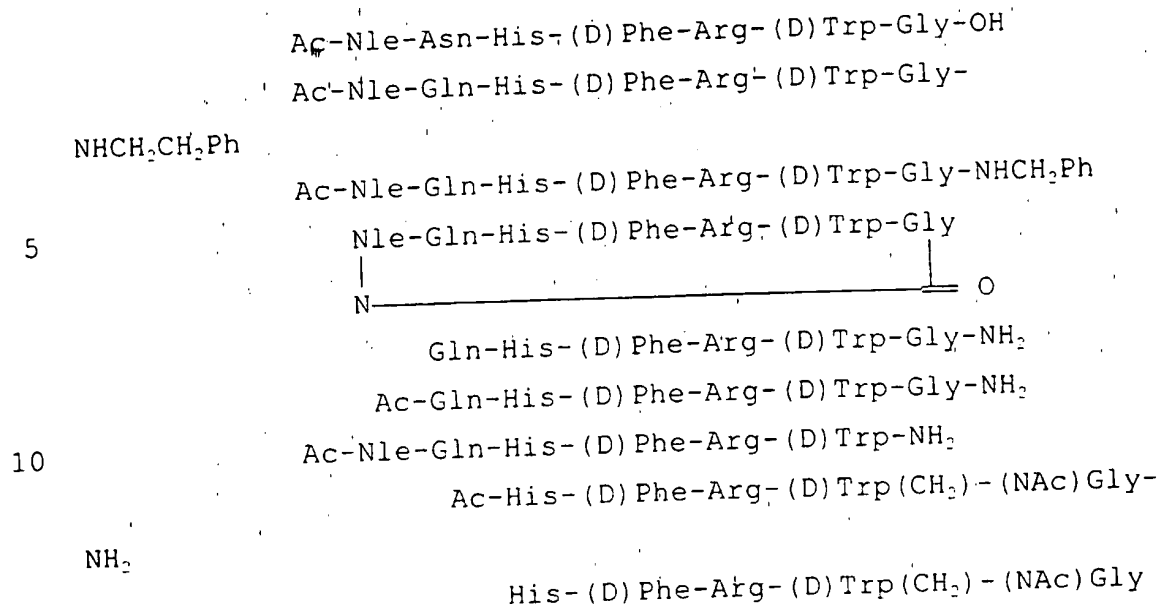 Ac-Nle-Asn-His-(D)Phe-Arg-(D)Trp-Gly-OH
Ac-Nle-Gln-His-(D)Phe-Arg-(D)Trp-Gly-
NHCH₂CH₂Ph
Ac-Nle-Gln-His-(D)Phe-Arg-(D)Trp-Gly-NHCH₂Ph
5 Nle-Gln-His-(D)Phe-Arg-(D)Trp-Gly
N O
Gln-His-(D)Phe-Arg-(D)Trp-Gly-NH₂
Ac-Gln-His-(D)Phe-Arg-(D)Trp-Gly-NH₂
10 Ac-Nle-Gln-His-(D)Phe-Arg-(D)Trp-NH₂
Ac-His-(D)Phe-Arg-(D)Trp(CH₂)-(NAc)Gly-
NH₂
His-(D)Phe-Arg-(D)Trp(CH₂)-(NAc)Gly